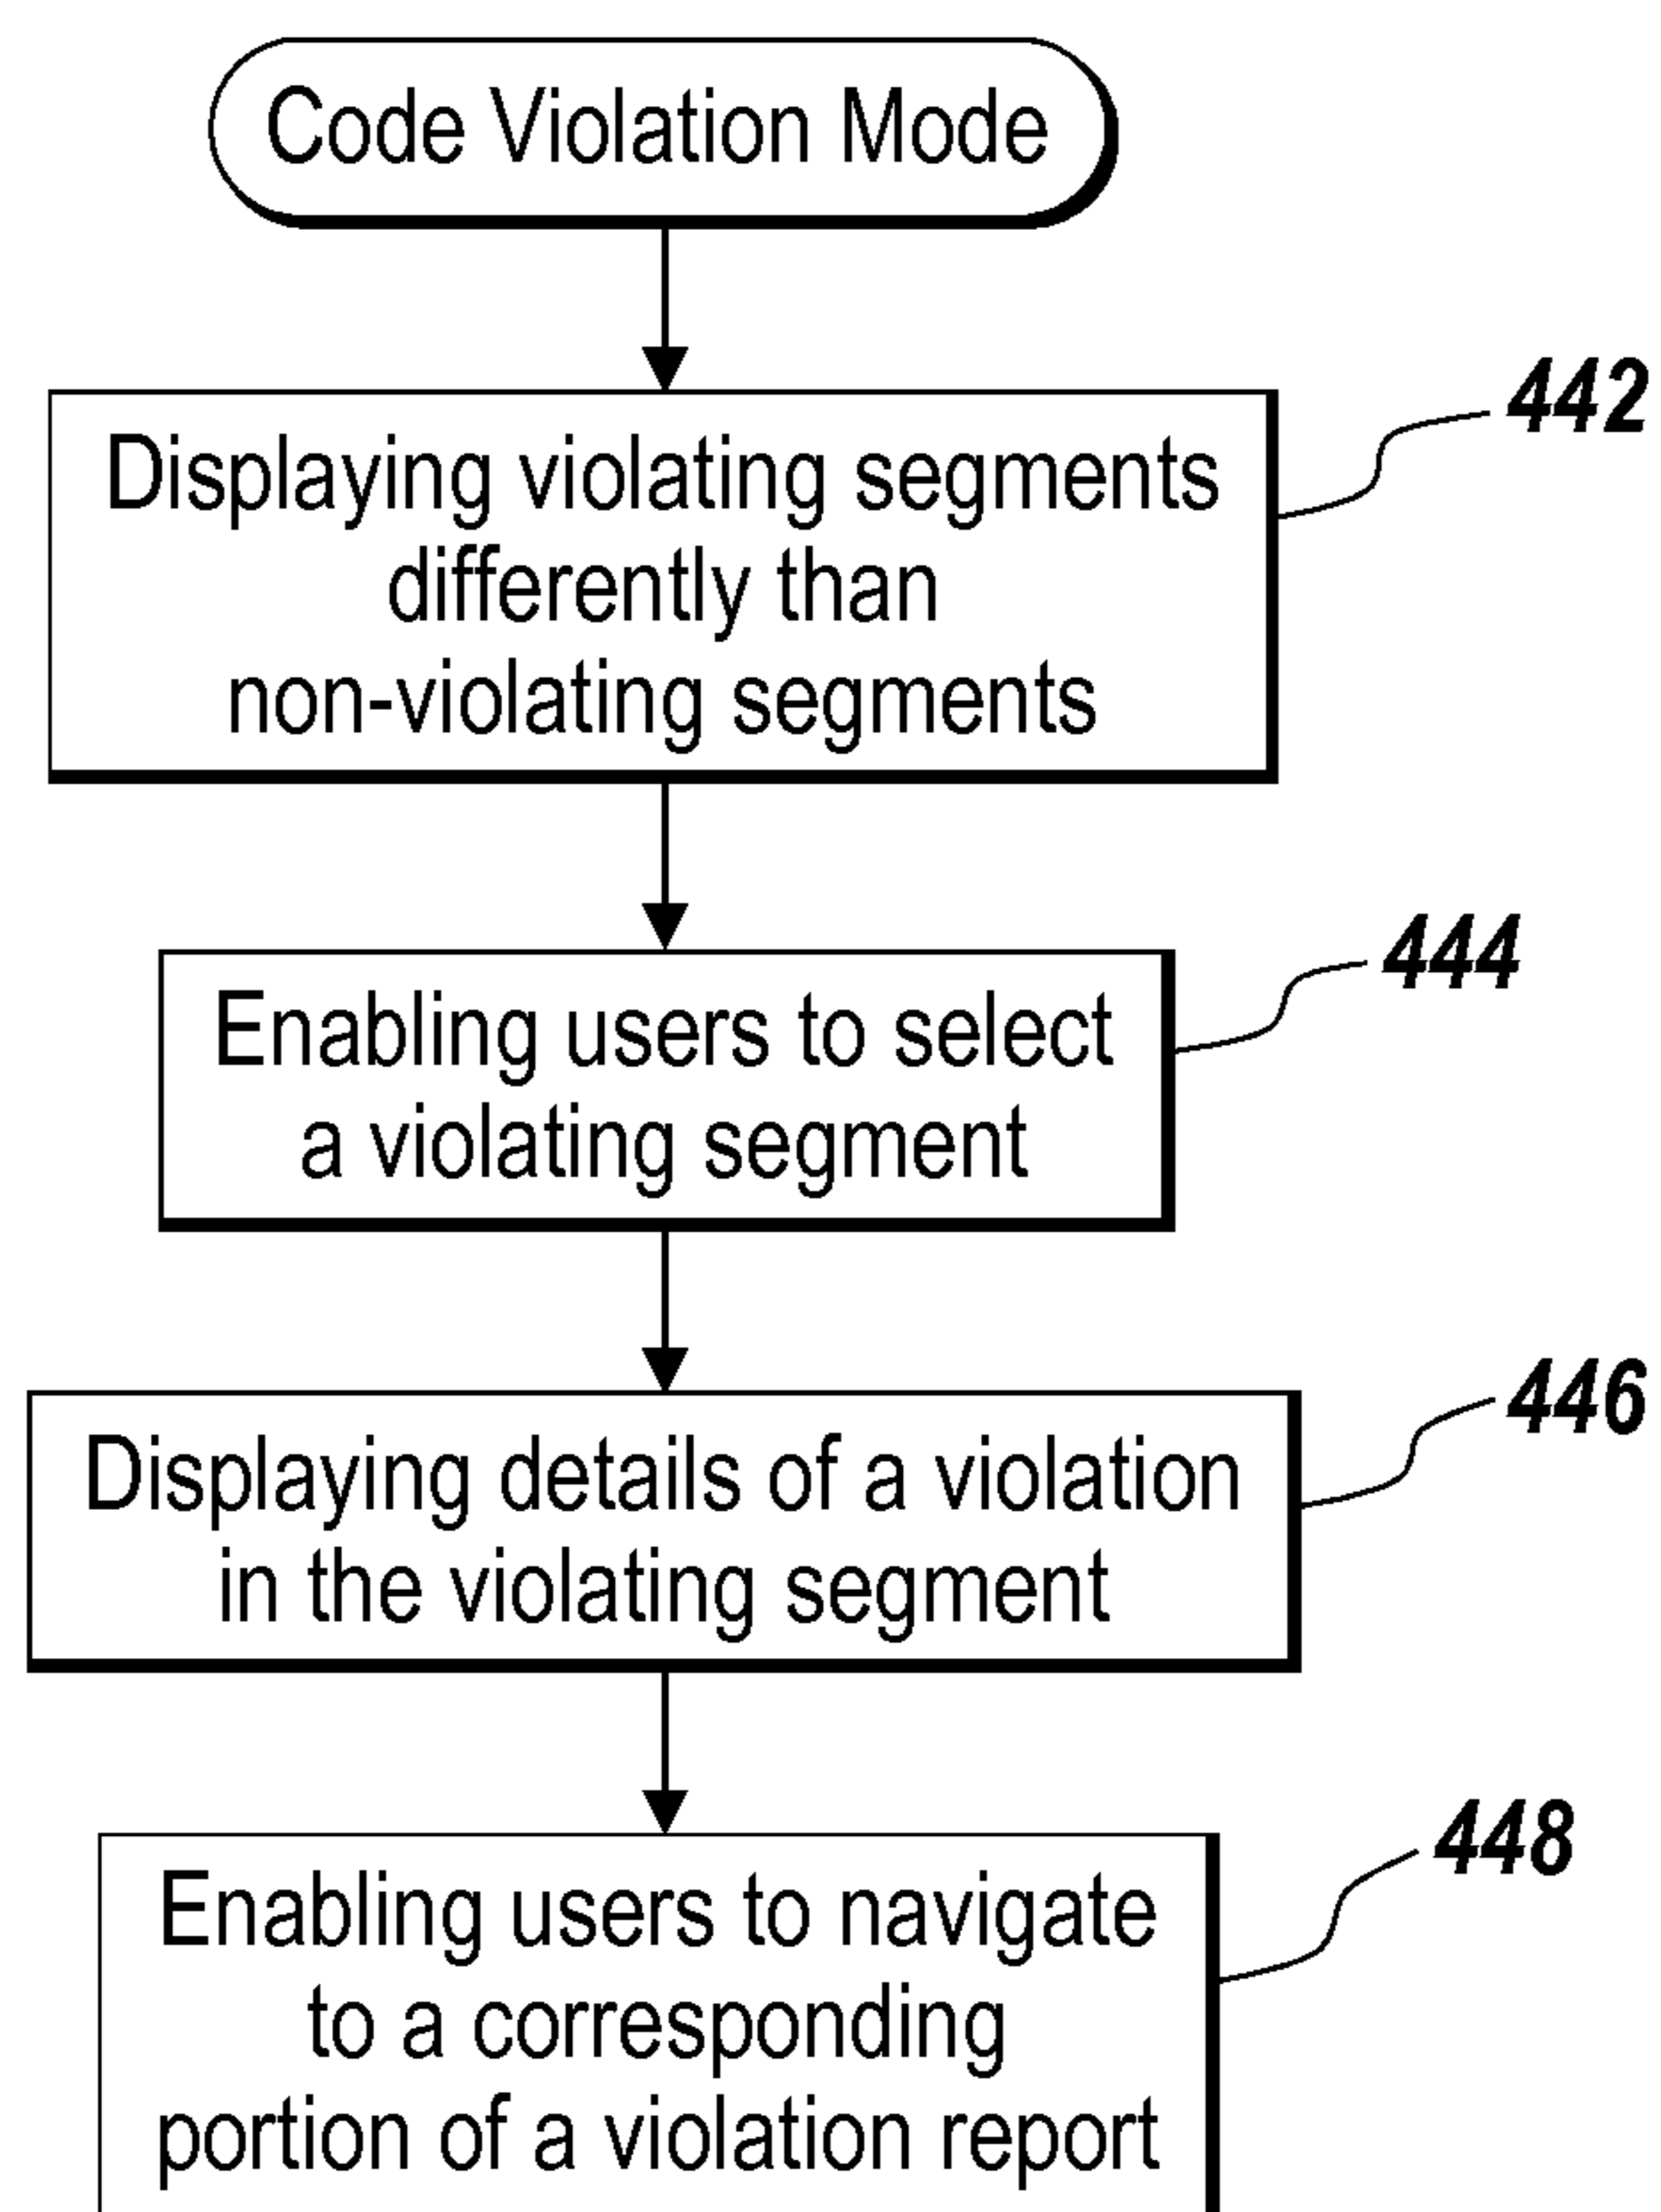 Code Violation Mode
442
Displaying violating segments
differently than
non-violating segments
444
Enabling users to select
a violating segment
446
Displaying details of a violation
in the violating segment
448
Enabling users to navigate
to a corresponding
portion of a violation report